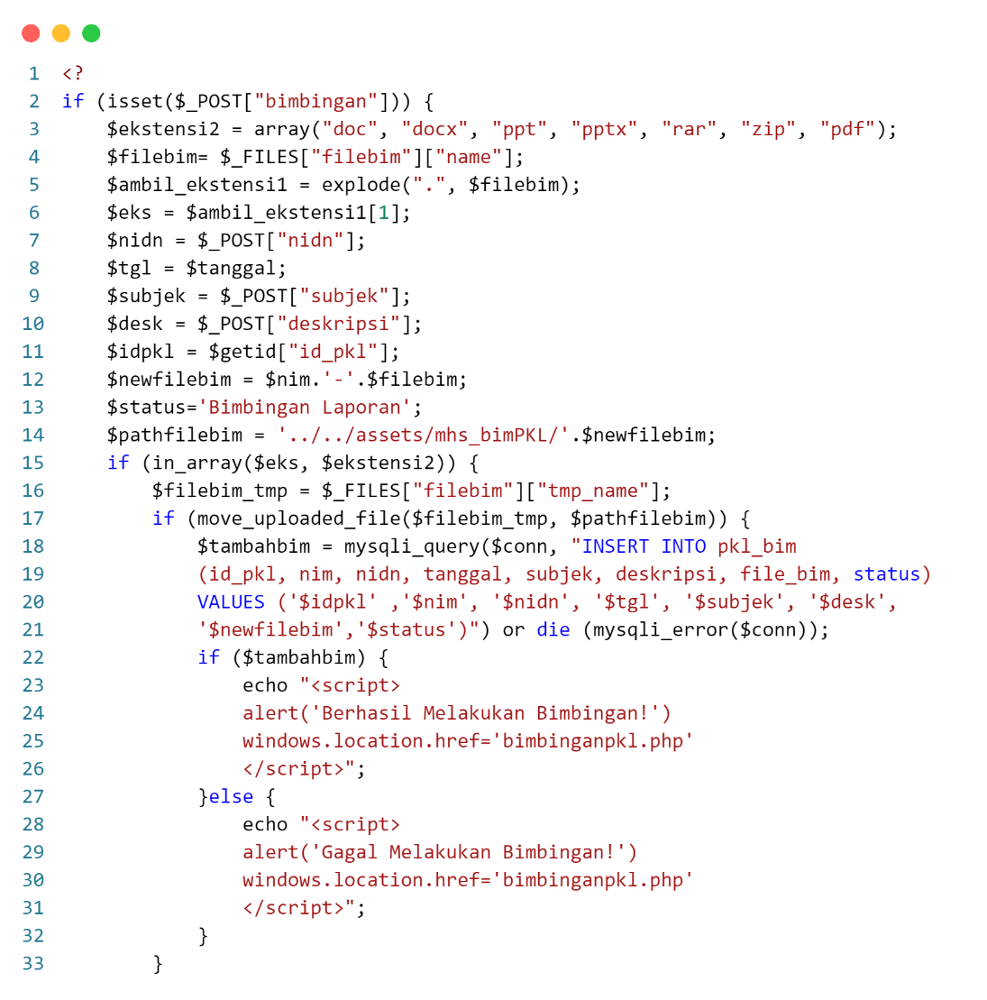 1 <?
2 if (isset($_POST["bimbingan"])) {
3     $ekstensi2 = array("doc", "docx", "ppt", "pptx", "rar", "zip", "pdf");
4     $filebim= $_FILES["filebim"]["name"];
5     $ambil_ekstensi1 = explode(".", $filebim);
6     $eks = $ambil_ekstensi1[1];
7     $nidn = $_POST["nidn"];
8     $tgl = $tanggal;
9     $subjek = $_POST["subjek"];
10     $desk = $_POST["deskripsi"];
11     $idpkl = $getid["id_pkl"];
12     $newfilebim = $nim.'-'.$filebim;
13     $status='Bimbingan Laporan';
14     $pathfilebim = '../../assets/mhs_bimPKL/'.$newfilebim;
15     if (in_array($eks, $ekstensi2)) {
16         $filebim_tmp = $_FILES["filebim"]["tmp_name"];
17         if (move_uploaded_file($filebim_tmp, $pathfilebim)) {
18             $tambahbim = mysqli_query($conn, "INSERT INTO pkl_bim
19             (id_pkl, nim, nidn, tanggal, subjek, deskripsi, file_bim, status)
20             VALUES ('$idpkl' ,'$nim', '$nidn', '$tgl', '$subjek', '$desk',
21             '$newfilebim','$status')") or die (mysqli_error($conn));
22             if ($tambahbim) {
23                 echo "<script>
24                 alert('Berhasil Melakukan Bimbingan!')
25                 windows.location.href='bimbinganpkl.php'
26                 </script>";
27             }else {
28                 echo "<script>
29                 alert('Gagal Melakukan Bimbingan!')
30                 windows.location.href='bimbinganpkl.php'
31                 </script>";
32             }
33         }